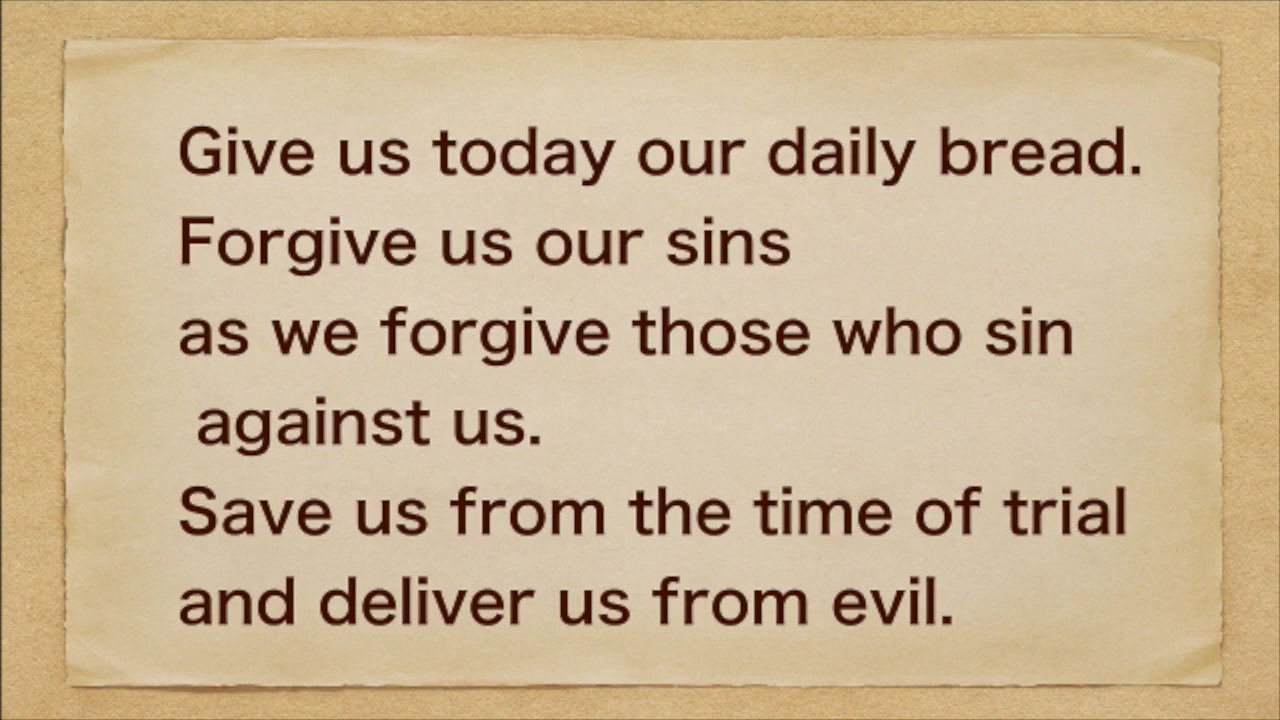 Give us today our daily bread.
Forgive us our sins
as we forgive those who sin
against us.
Save us from the time of trial
and deliver us from evil.